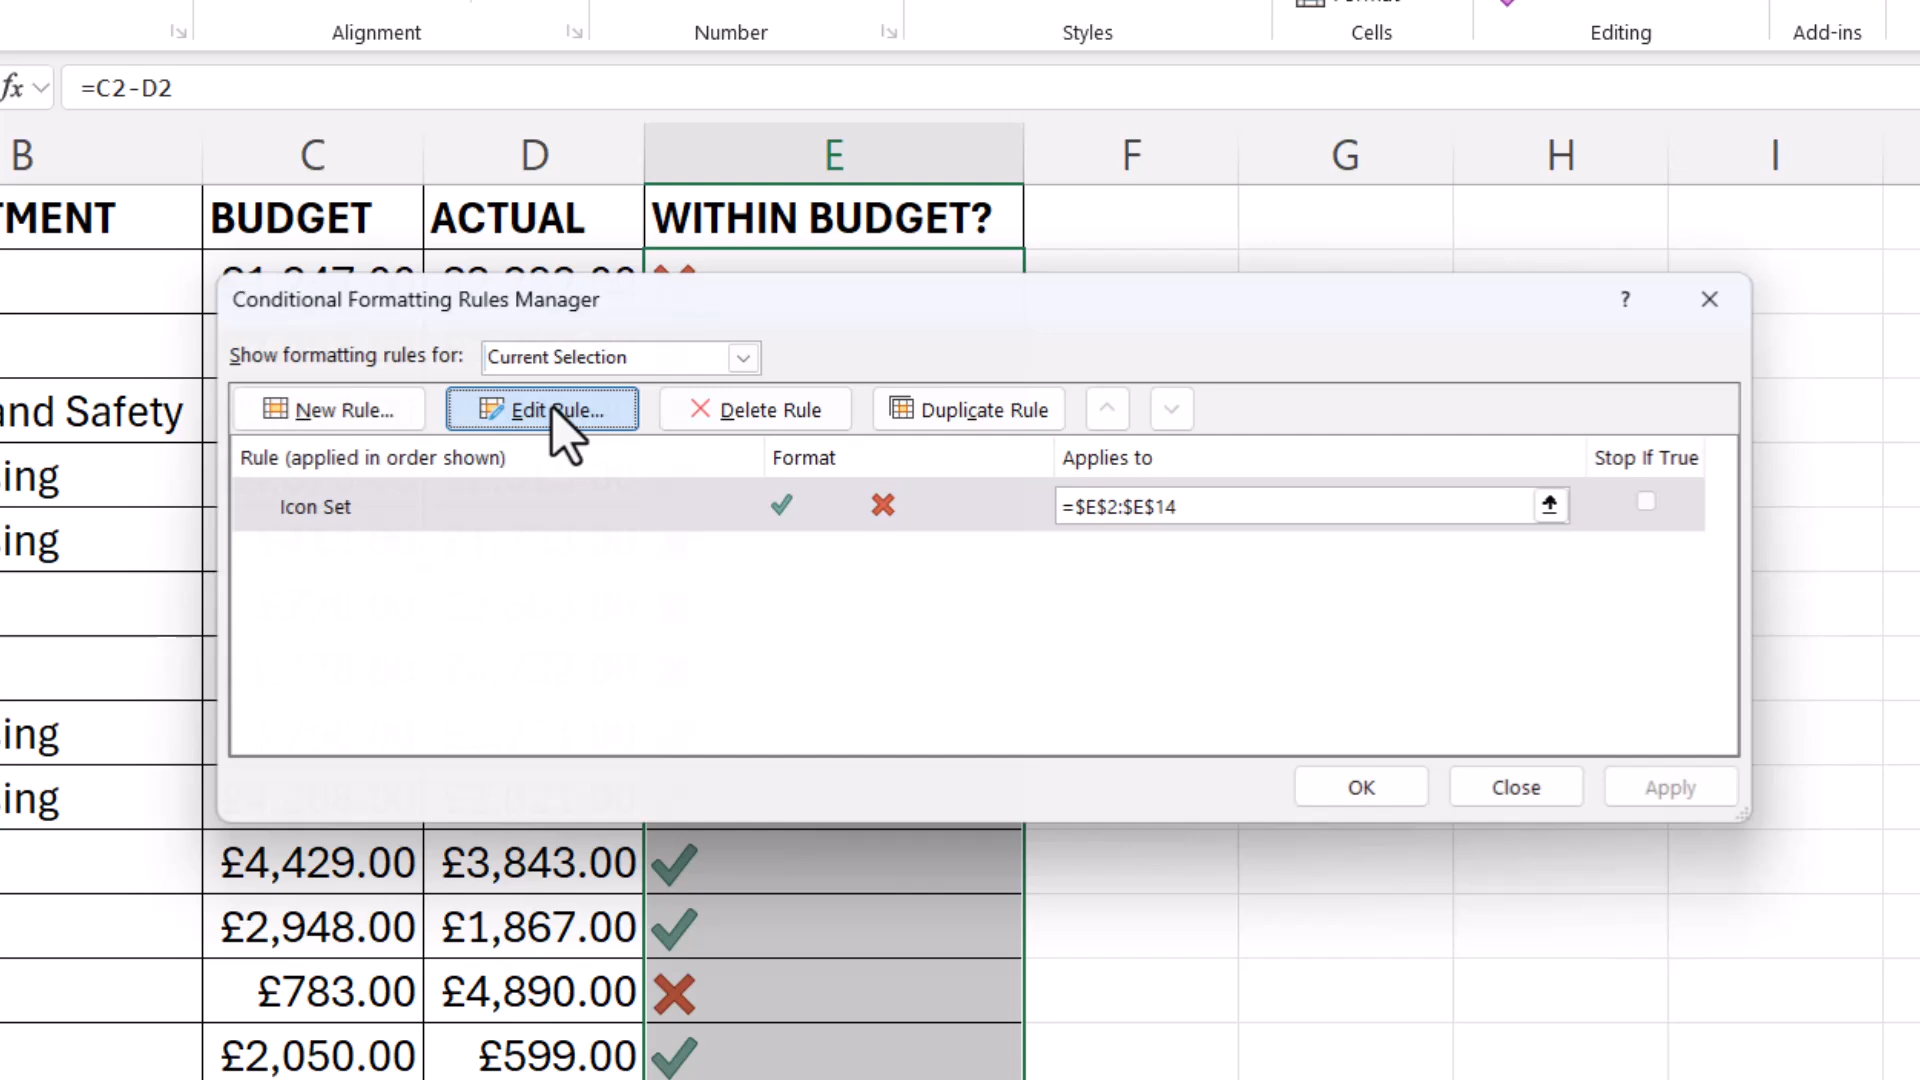 Alignment Number Styles Cells Editing Add-ins
fx =C2-D2
B C D E F G H I
TMENT BUDGET ACTUAL WITHIN BUDGET?
Conditional Formatting Rules Manager ?
Show formatting rules for: Current Selection
New Rule... Edit Rule... Delete Rule Duplicate Rule
Rule (applied in order shown) Format Applies to Stop If True
Icon Set =$E$2:$E$14
and Safety
ing
ing
ing
ing
OK Close Apply
£4,429.00 £3,843.00
£2,948.00 £1,867.00
£783.00 £4,890.00
£2,050.00 £599.00